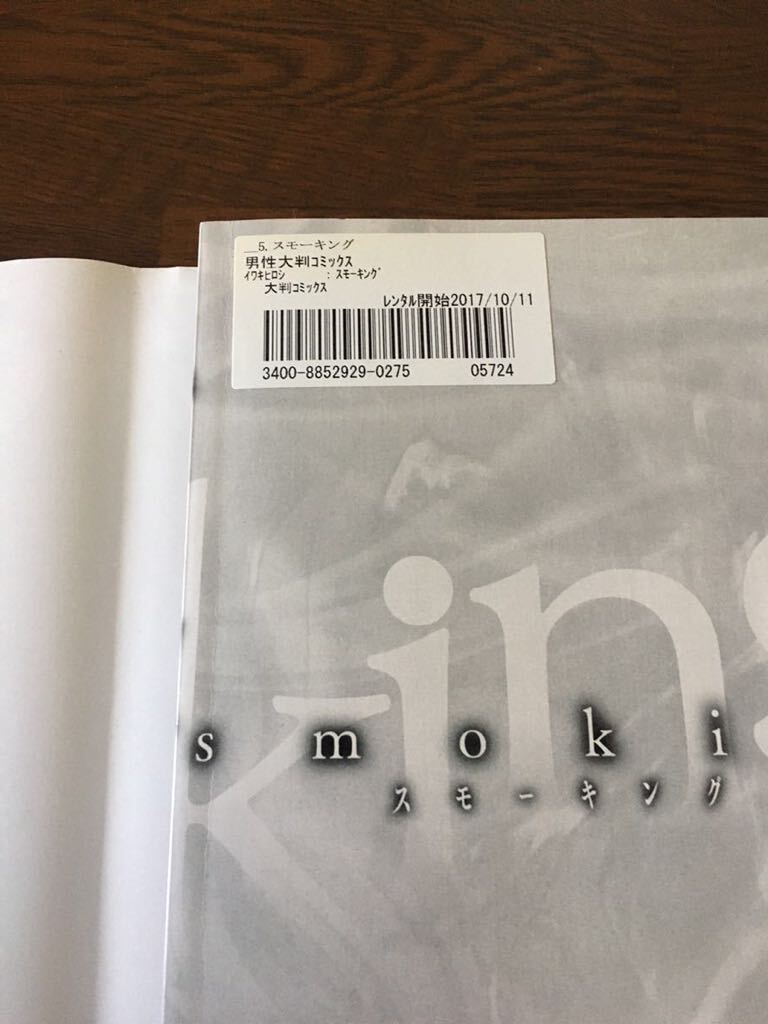 __5. スモーキング
男性大判コミックス
ｲﾜｷﾋﾛｼ : ｽﾓｰｷﾝｸﾞ
大判ｺﾐｯｸｽ
ﾚﾝﾀﾙ開始2017/10/11
3400-8852929-0275 05724
king
smoki
スモーキング